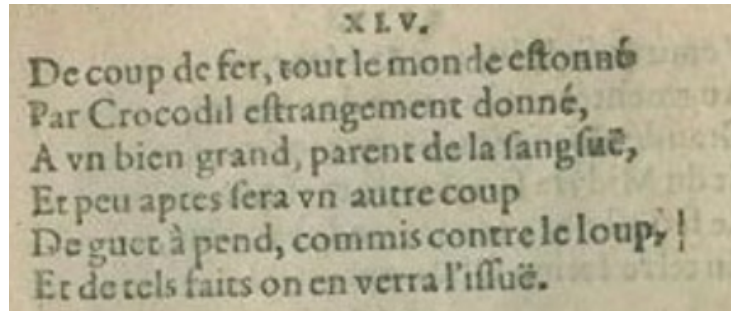 XLV.
De coup de fer, tout le monde eſtonné
Par Crocodil eſtrangement donné,
A vn bien grand, parent de la ſangſuë,
Et peu apres ſera vn autre coup
De guet à pend, commis contre le loup,
Et de tels faits on en verra l'iſſuë.